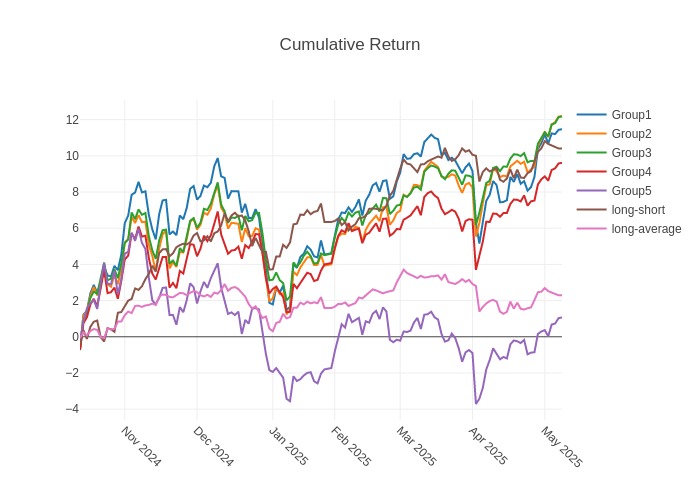 Cumulative Return
12
10
8
6
4
2
0
−2
−4
Nov 2024
Dec 2024
Jan 2025
Feb 2025
Mar 2025
Apr 2025
May 2025
Group1
Group2
Group3
Group4
Group5
long-short
long-average